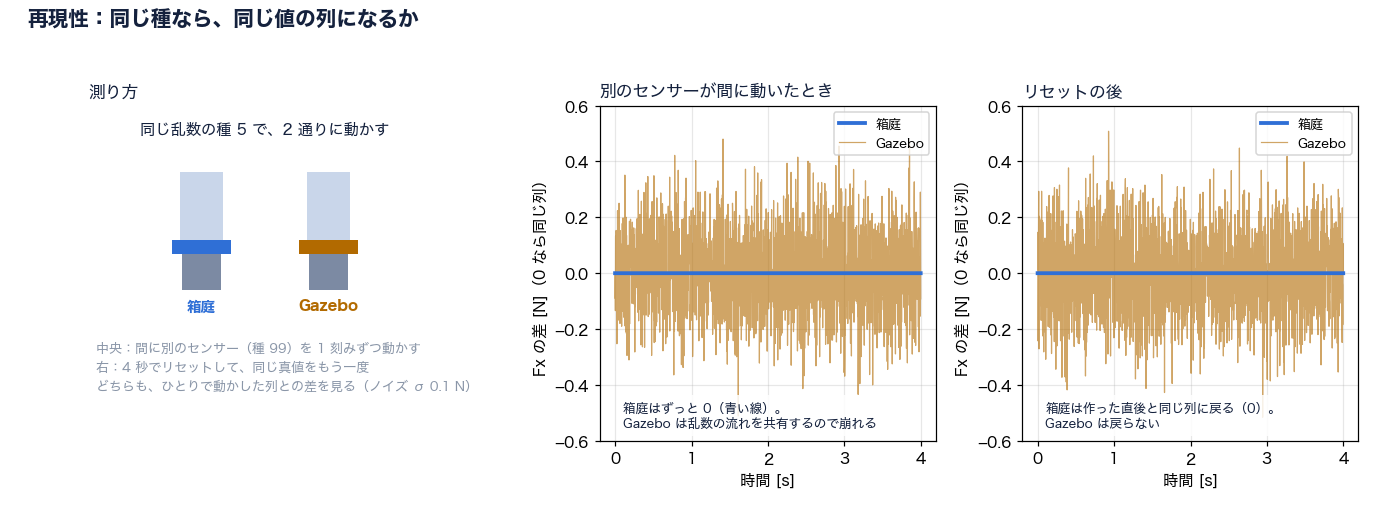 再現性：同じ種なら、同じ値の列になるか
測り方
同じ乱数の種 5 で、2 通りに動かす
箱庭
Gazebo
中央：間に別のセンサー（種 99）を 1 刻みずつ動かす
右：4 秒でリセットして、同じ真値をもう一度
どちらも、ひとりで動かした列との差を見る（ノイズ σ 0.1 N）
別のセンサーが間に動いたとき
Fx の差 [N]（0 なら同じ列）
0.6
0.4
0.2
0.0
−0.2
−0.4
−0.6
箱庭
Gazebo
箱庭はずっと 0（青い線）。
Gazebo は乱数の流れを共有するので崩れる
0 1 2 3 4
時間 [s]
リセットの後
Fx の差 [N]（0 なら同じ列）
0.6
0.4
0.2
0.0
−0.2
−0.4
−0.6
箱庭
Gazebo
箱庭は作った直後と同じ列に戻る（0）。
Gazebo は戻らない
0 1 2 3 4
時間 [s]